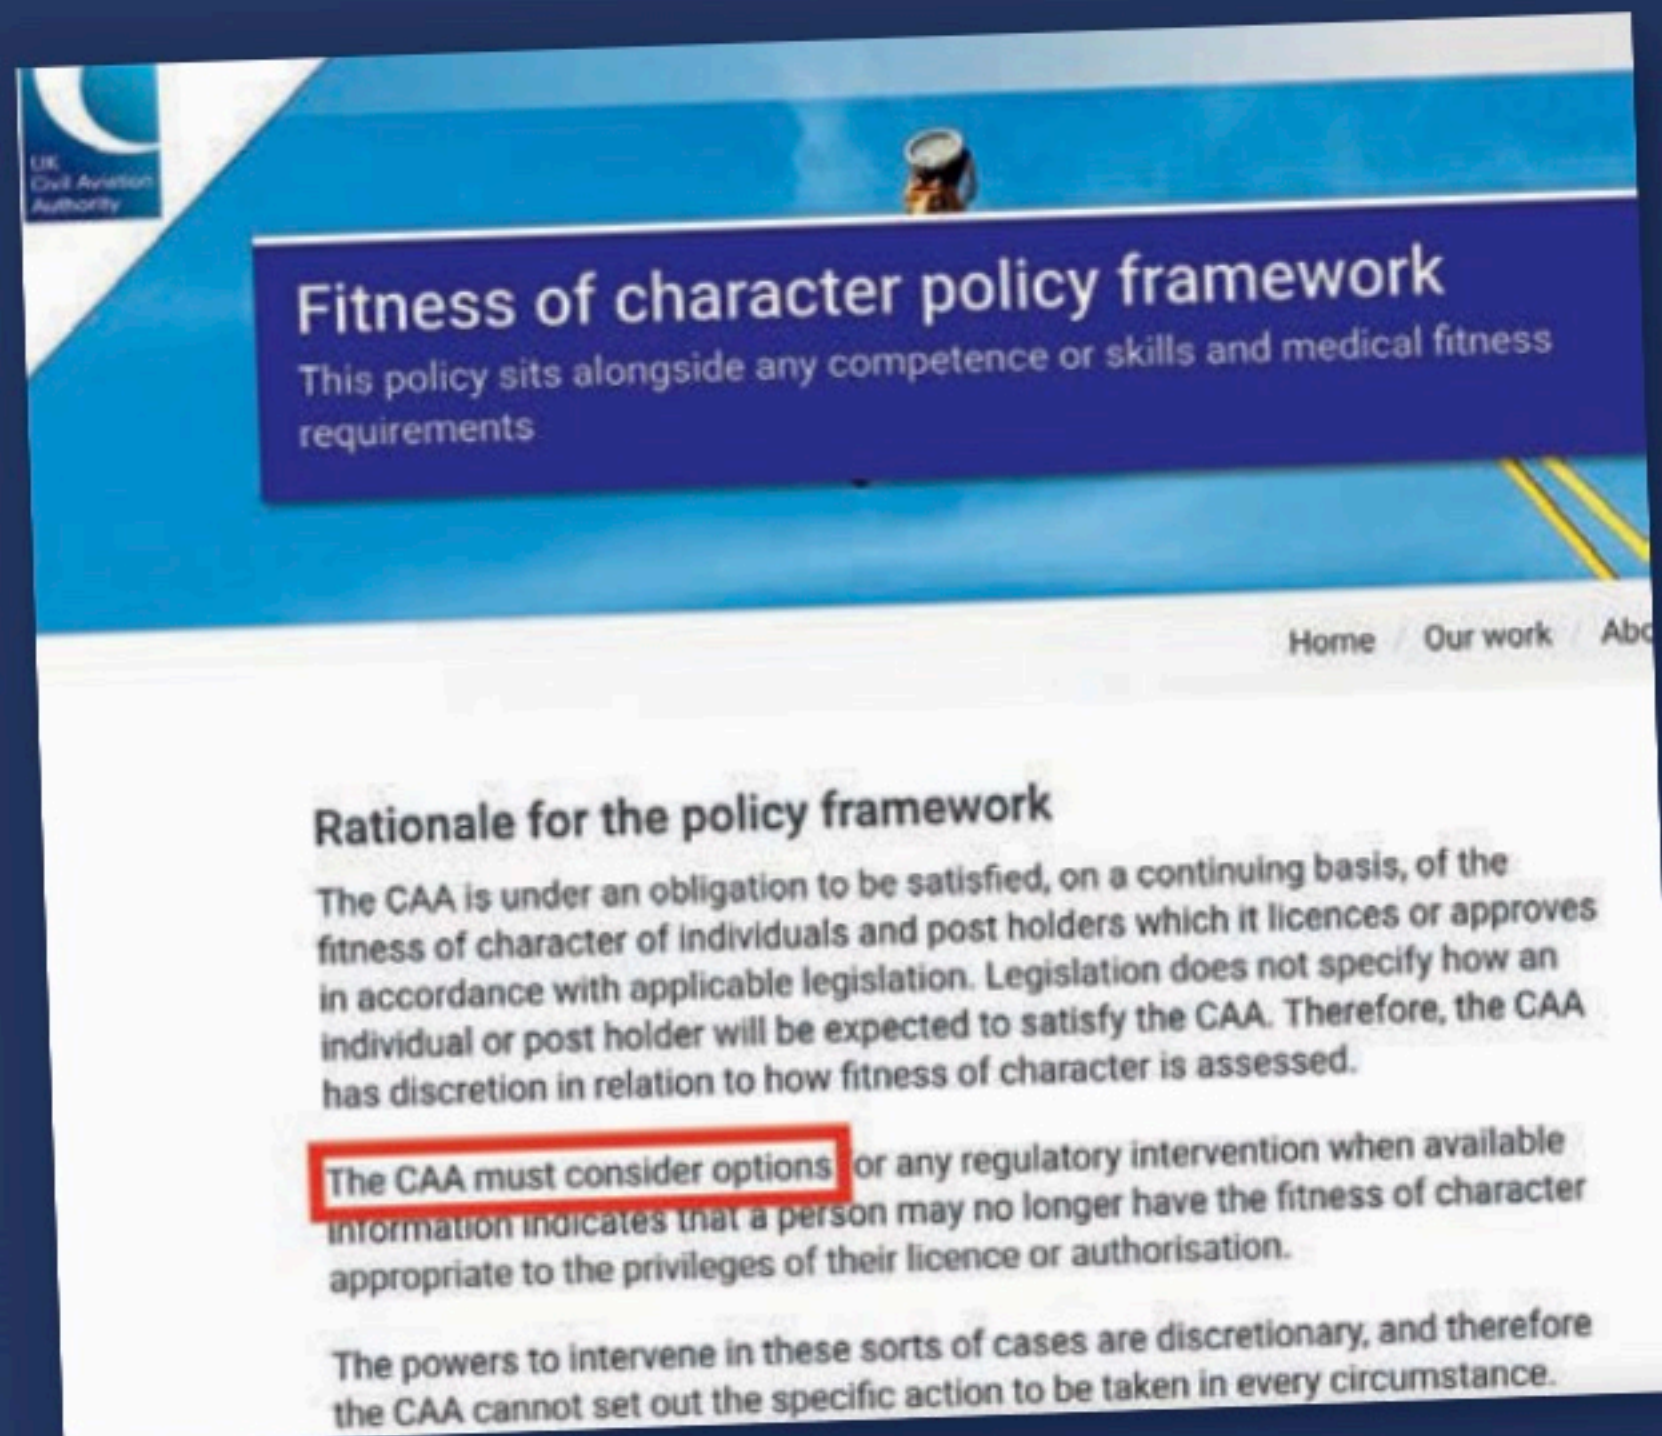 UK
Civil Aviation
Authority
Fitness of character policy framework
This policy sits alongside any competence or skills and medical fitness
requirements
Home / Our work / Abo
Rationale for the policy framework
The CAA is under an obligation to be satisfied, on a continuing basis, of the
fitness of character of individuals and post holders which it licences or approves
in accordance with applicable legislation. Legislation does not specify how an
individual or post holder will be expected to satisfy the CAA. Therefore, the CAA
has discretion in relation to how fitness of character is assessed.
The CAA must consider options or any regulatory intervention when available
information indicates that a person may no longer have the fitness of character
appropriate to the privileges of their licence or authorisation.
The powers to intervene in these sorts of cases are discretionary, and therefore
the CAA cannot set out the specific action to be taken in every circumstance.